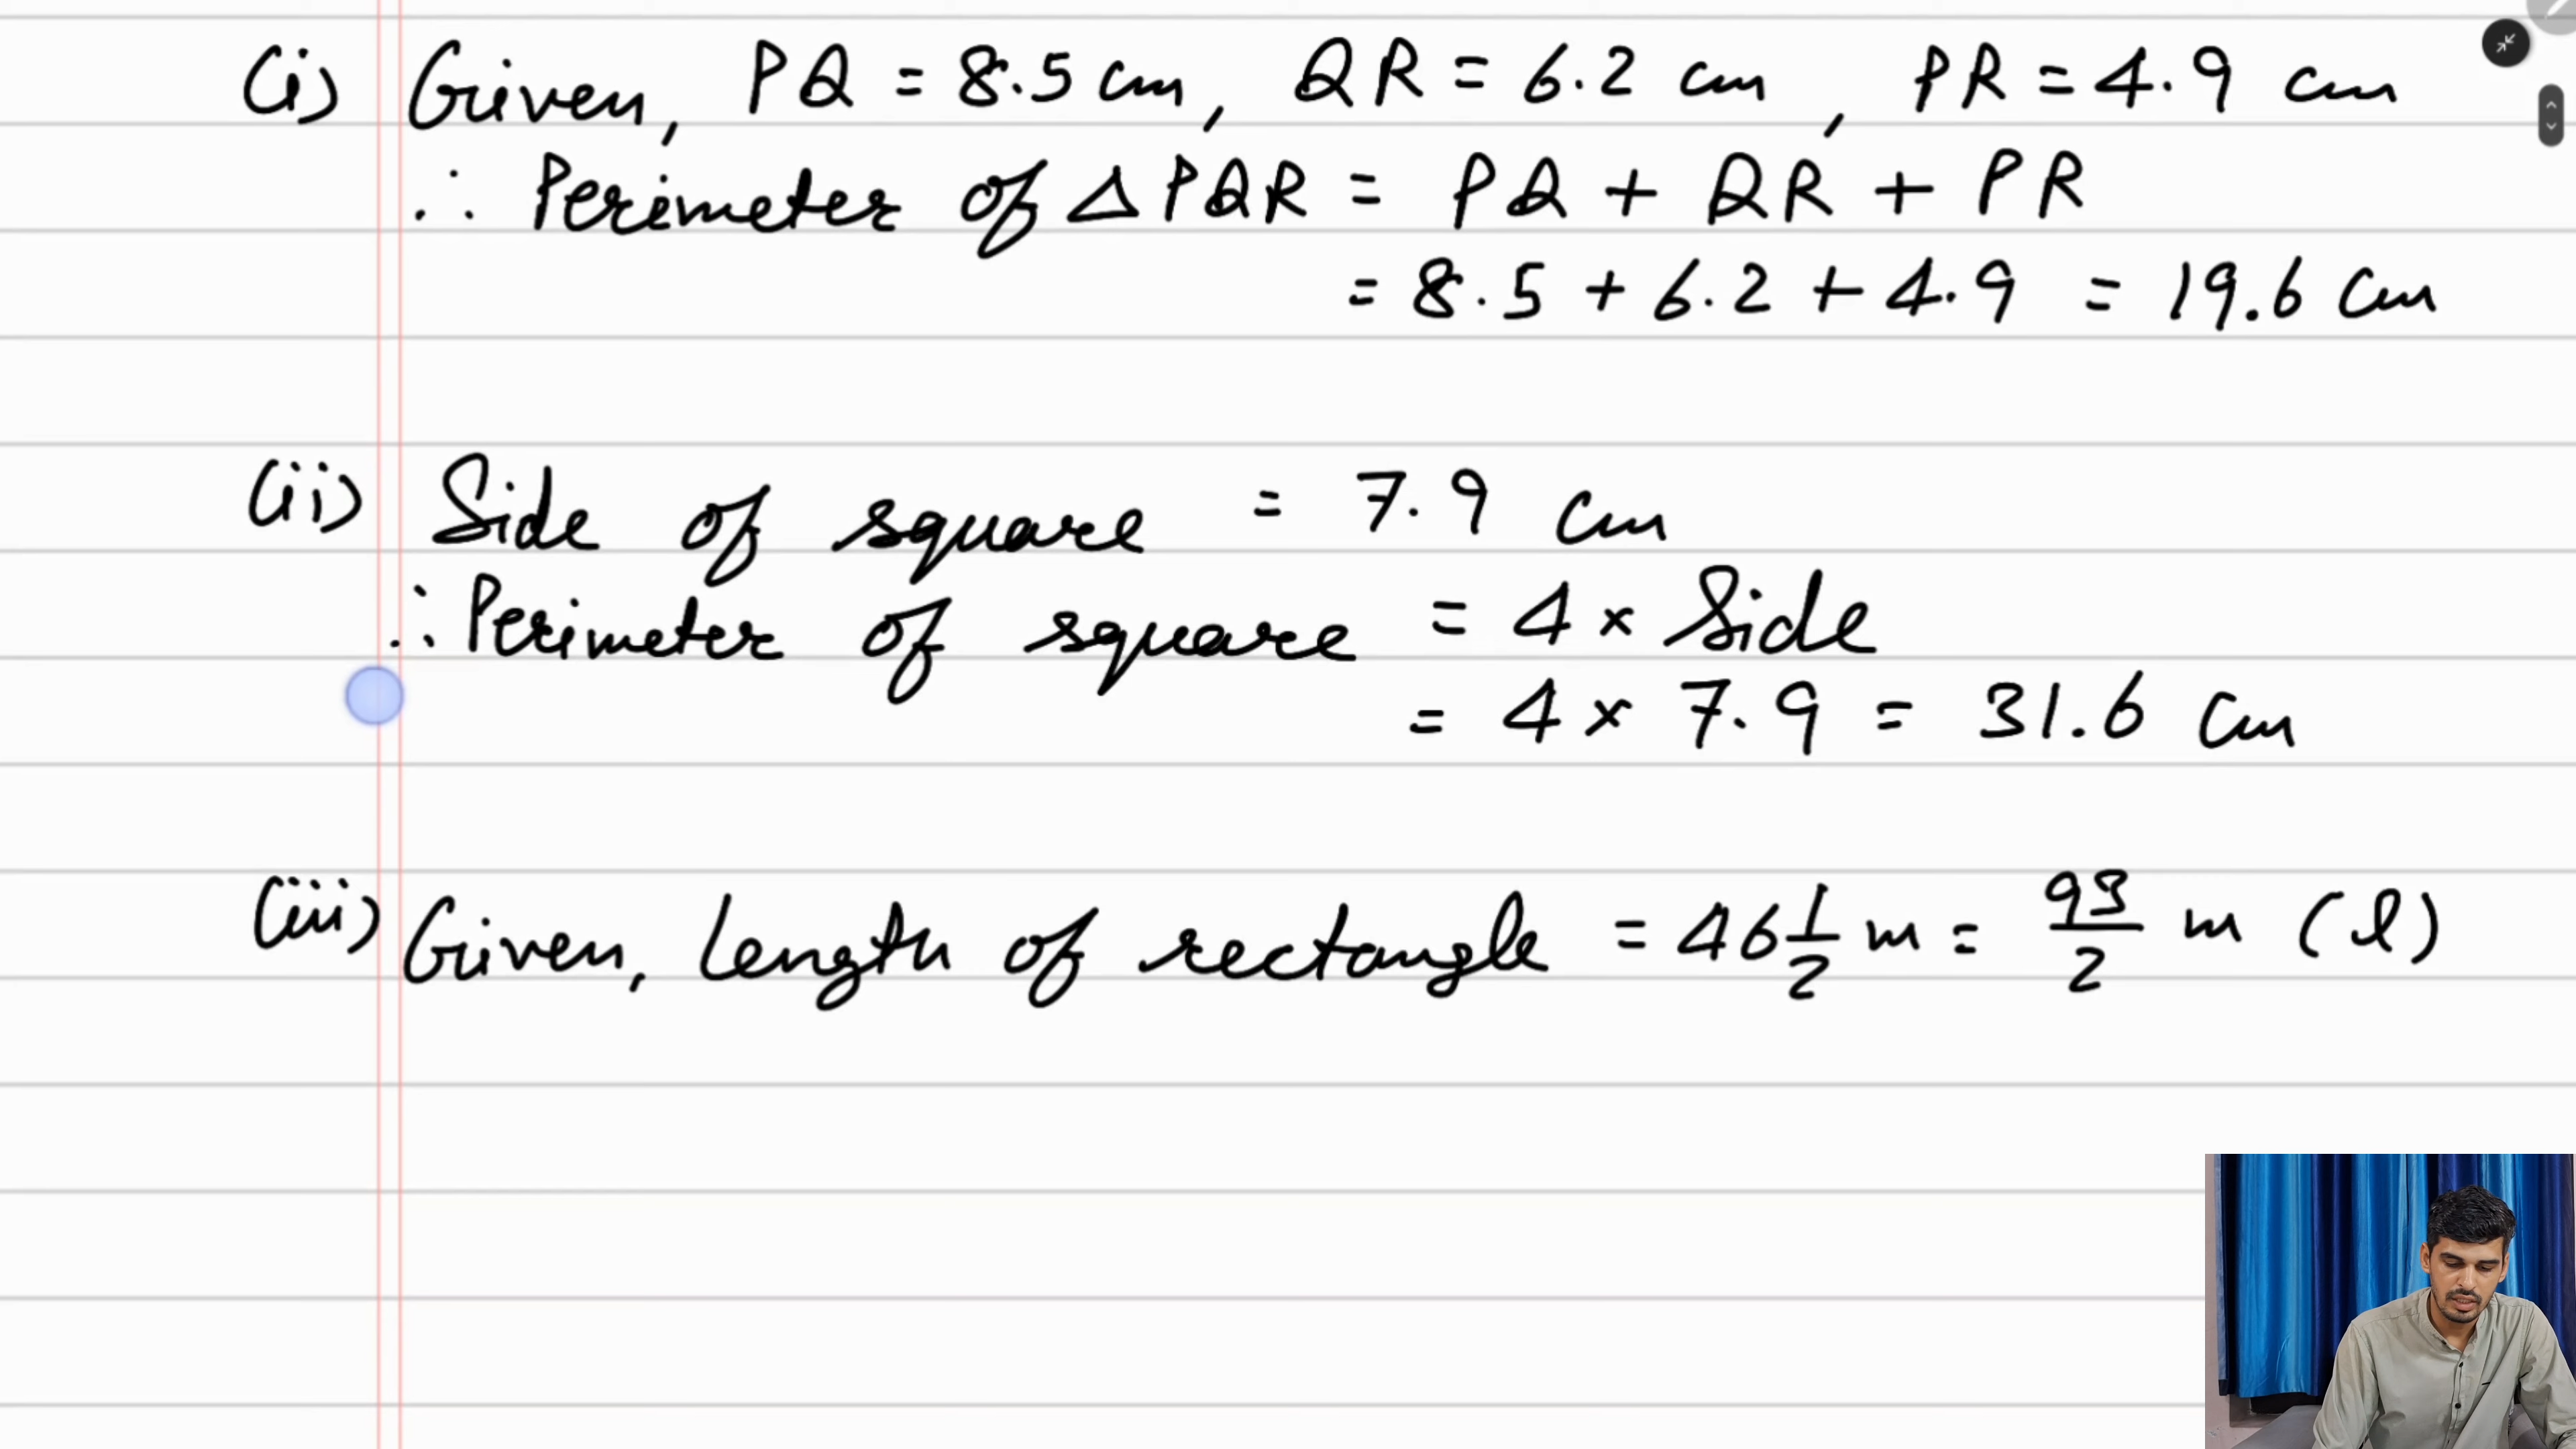 (i) Given, PQ = 8.5 cm, QR = 6.2 cm, PR = 4.9 cm
∴ Perimeter of Δ PQR = PQ + QR + PR
= 8.5 + 6.2 + 4.9 = 19.6 cm
(ii) Side of square = 7.9 cm
∴ Perimeter of square = 4 × Side
= 4 × 7.9 = 31.6 cm
(iii) Given, length of rectangle = 46 1/2 m = 93/2 m (l)